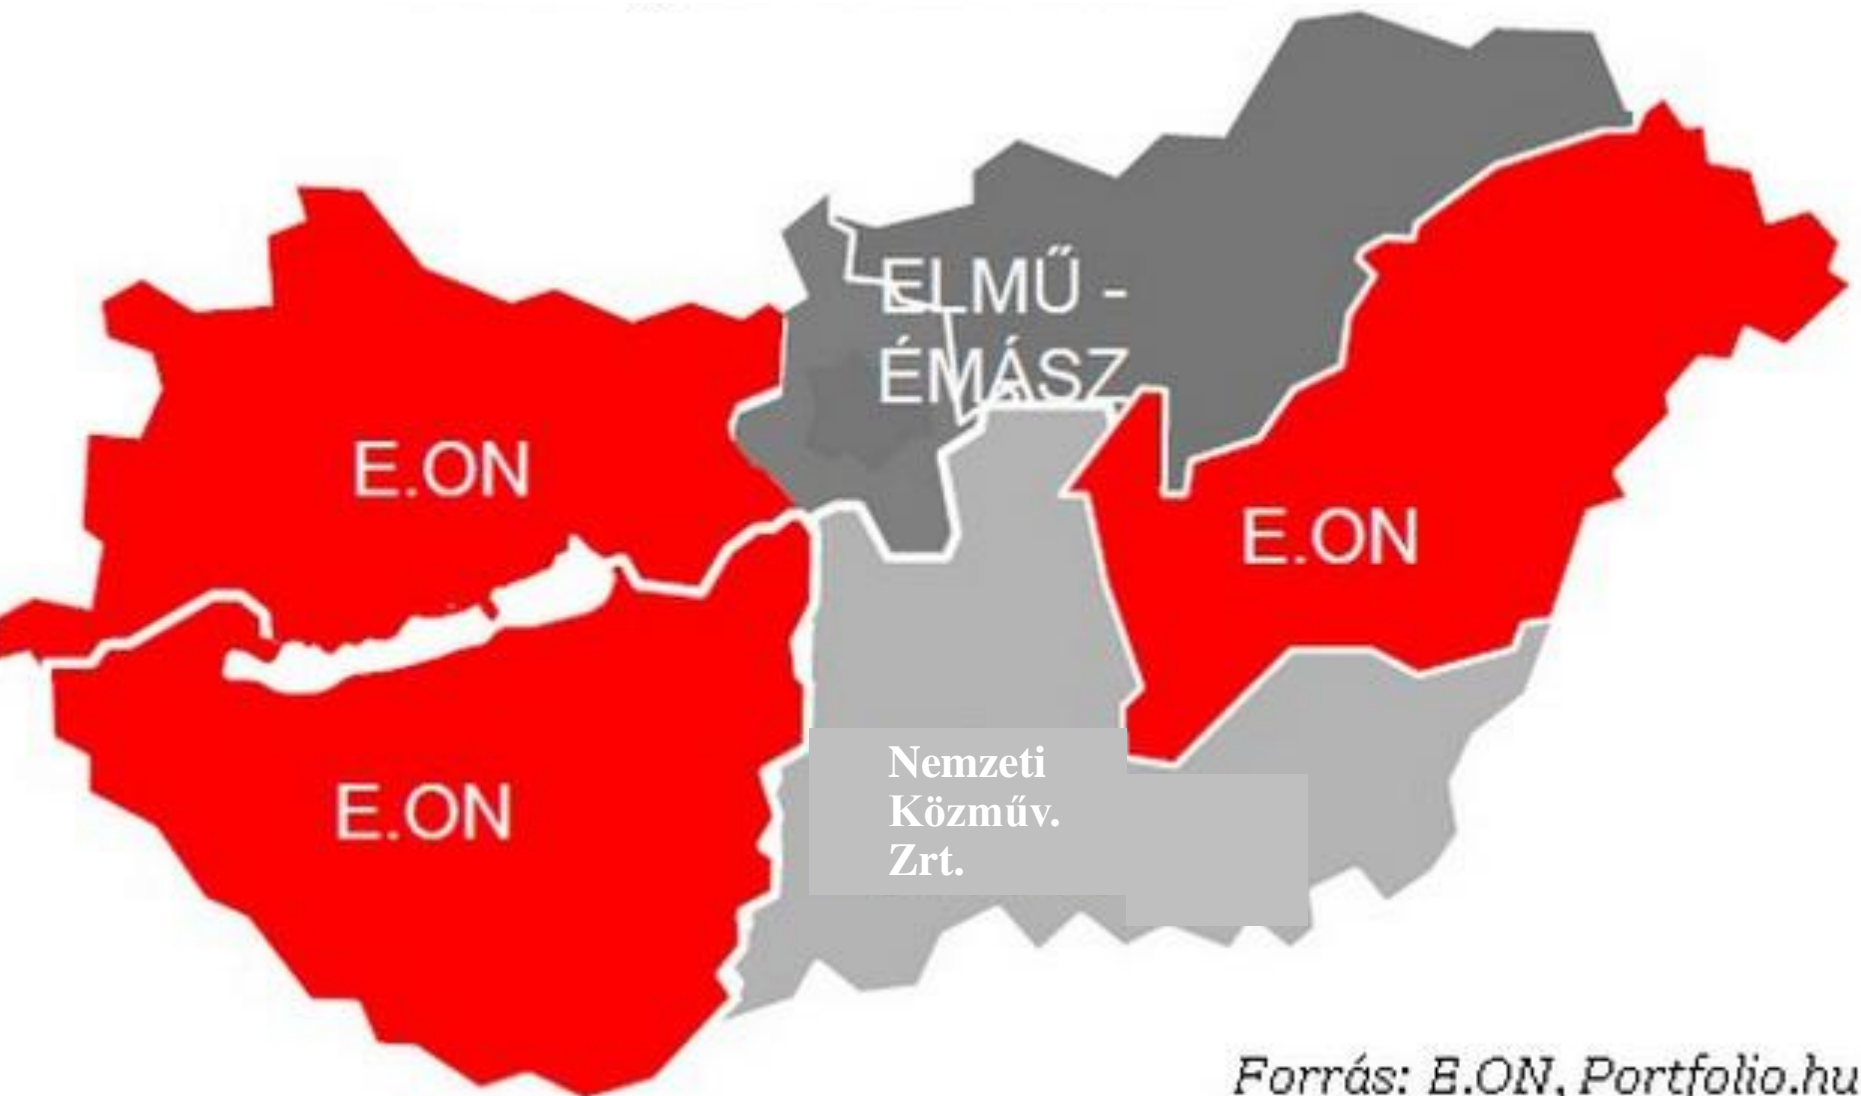 ELMŰ -
ÉMÁSZ
E.ON
E.ON
E.ON
Nemzeti
Közműv.
Zrt.
Forrás: E.ON, Portfolio.hu